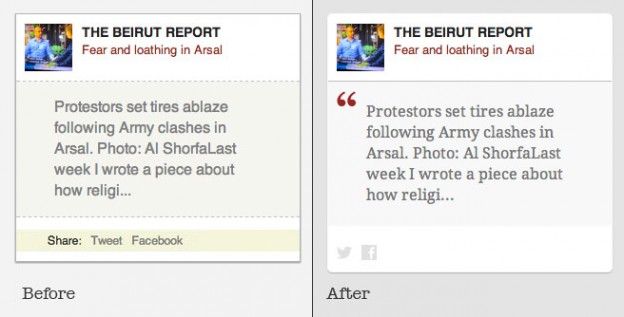 THE BEIRUT REPORT
Fear and loathing in Arsal
Protestors set tires ablaze
following Army clashes in
Arsal. Photo: Al ShorfaLast
week I wrote a piece about
how religi...
Share: Tweet Facebook
Before
THE BEIRUT REPORT
Fear and loathing in Arsal
“
Protestors set tires ablaze
following Army clashes in
Arsal. Photo: Al ShorfaLast
week I wrote a piece about
how religi...
After